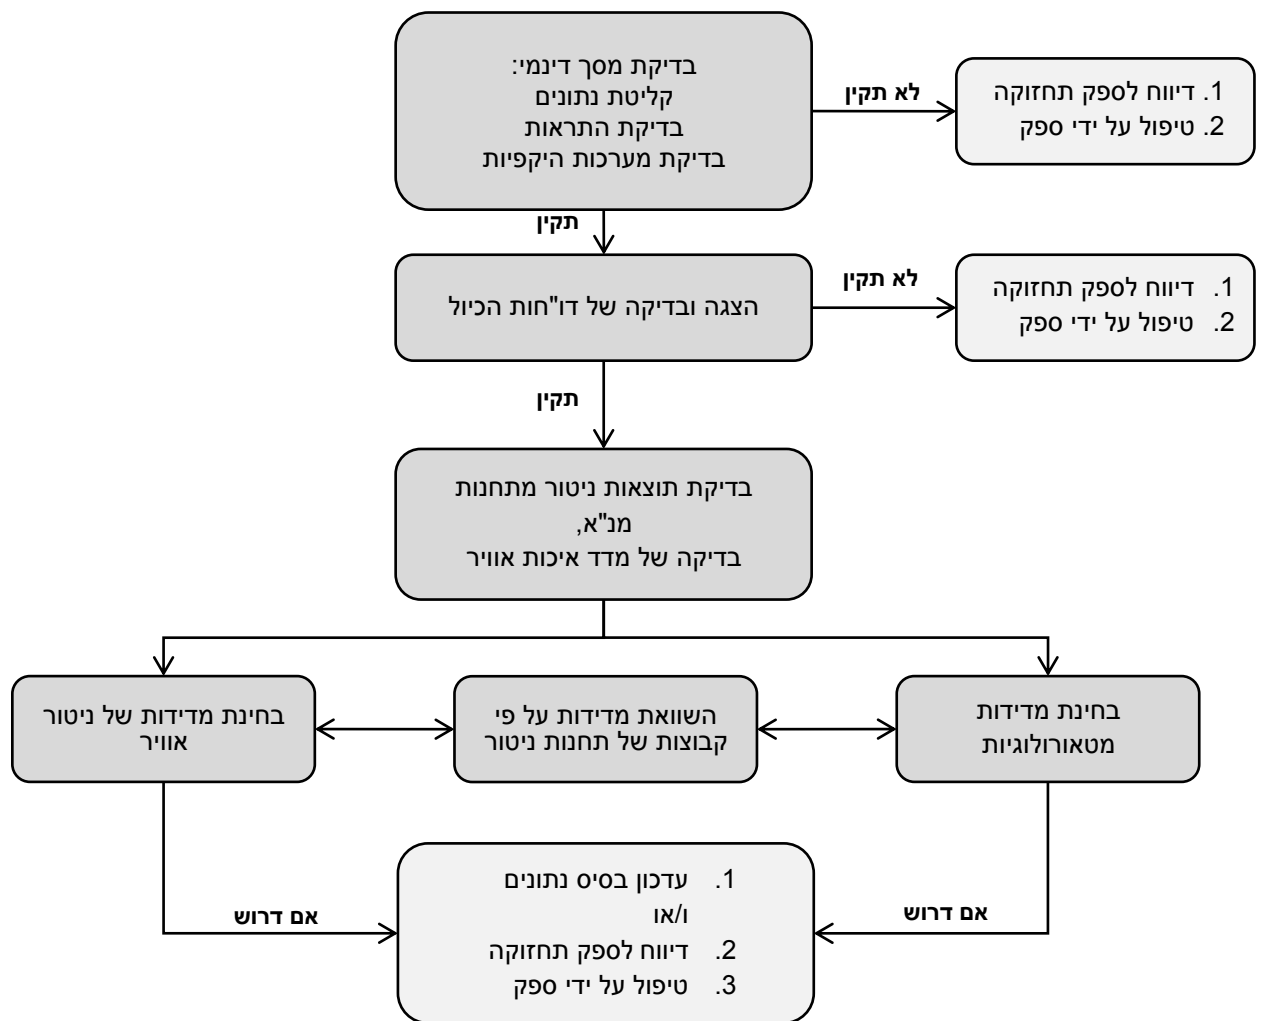 בדיקת מסך דינמי:
קליטת נתונים
בדיקת התראות
בדיקת מערכות היקפיות
לא תקין
1. דיווח לספק תחזוקה
2. טיפול על ידי ספק
תקין
הצגה ובדיקה של דו"חות הכיול
לא תקין
1. דיווח לספק תחזוקה
2. טיפול על ידי ספק
תקין
בדיקת תוצאות ניטור מתחנות
מנ"א,
בדיקה של מדד איכות אוויר
בחינת מדידות
מטאורולוגיות
השוואת מדידות על פי
קבוצות של תחנות ניטור
בחינת מדידות של ניטור
אוויר
אם דרוש
אם דרוש
1. עדכון בסיס נתונים
ו/או
2. דיווח לספק תחזוקה
3. טיפול על ידי ספק